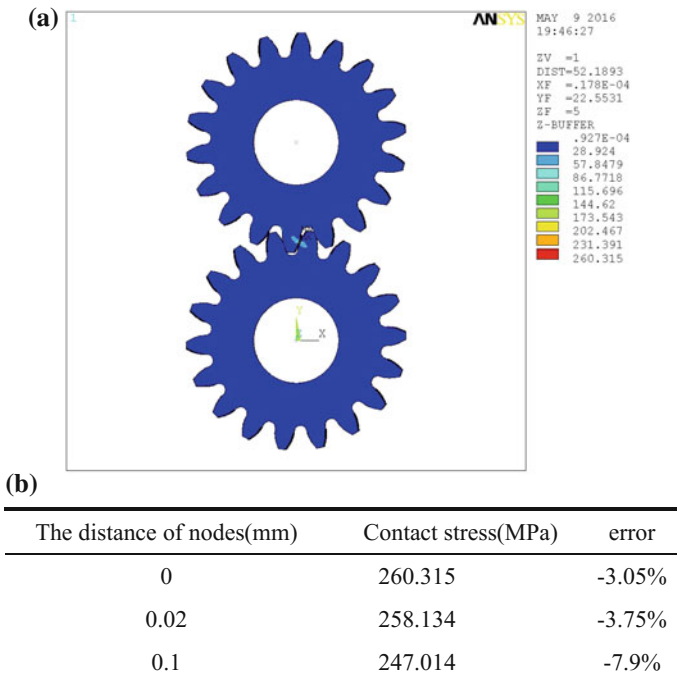 (a)
1
ANSYS
MAY 9 2016
19:46:27
ZV =1
DIST=52.1893
XF =.178E-04
YF =22.5531
ZF =5
Z-BUFFER
.927E-04
28.924
57.8479
86.7718
115.696
144.62
173.543
202.467
231.391
260.315
Y
Z X
(b)
The distance of nodes(mm) Contact stress(MPa) error
0 260.315 -3.05%
0.02 258.134 -3.75%
0.1 247.014 -7.9%